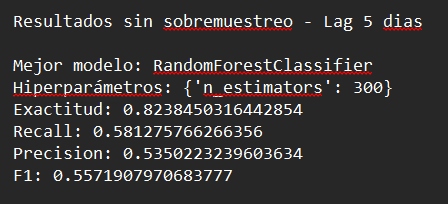 Resultados sin sobremuestreo - Lag 5 dias
Mejor modelo: RandomForestClassifier
Hiperparámetros: {'n_estimators': 300}
Exactitud: 0.8238450316442854
Recall: 0.581275766266356
Precision: 0.5350223239603634
F1: 0.5571907970683777